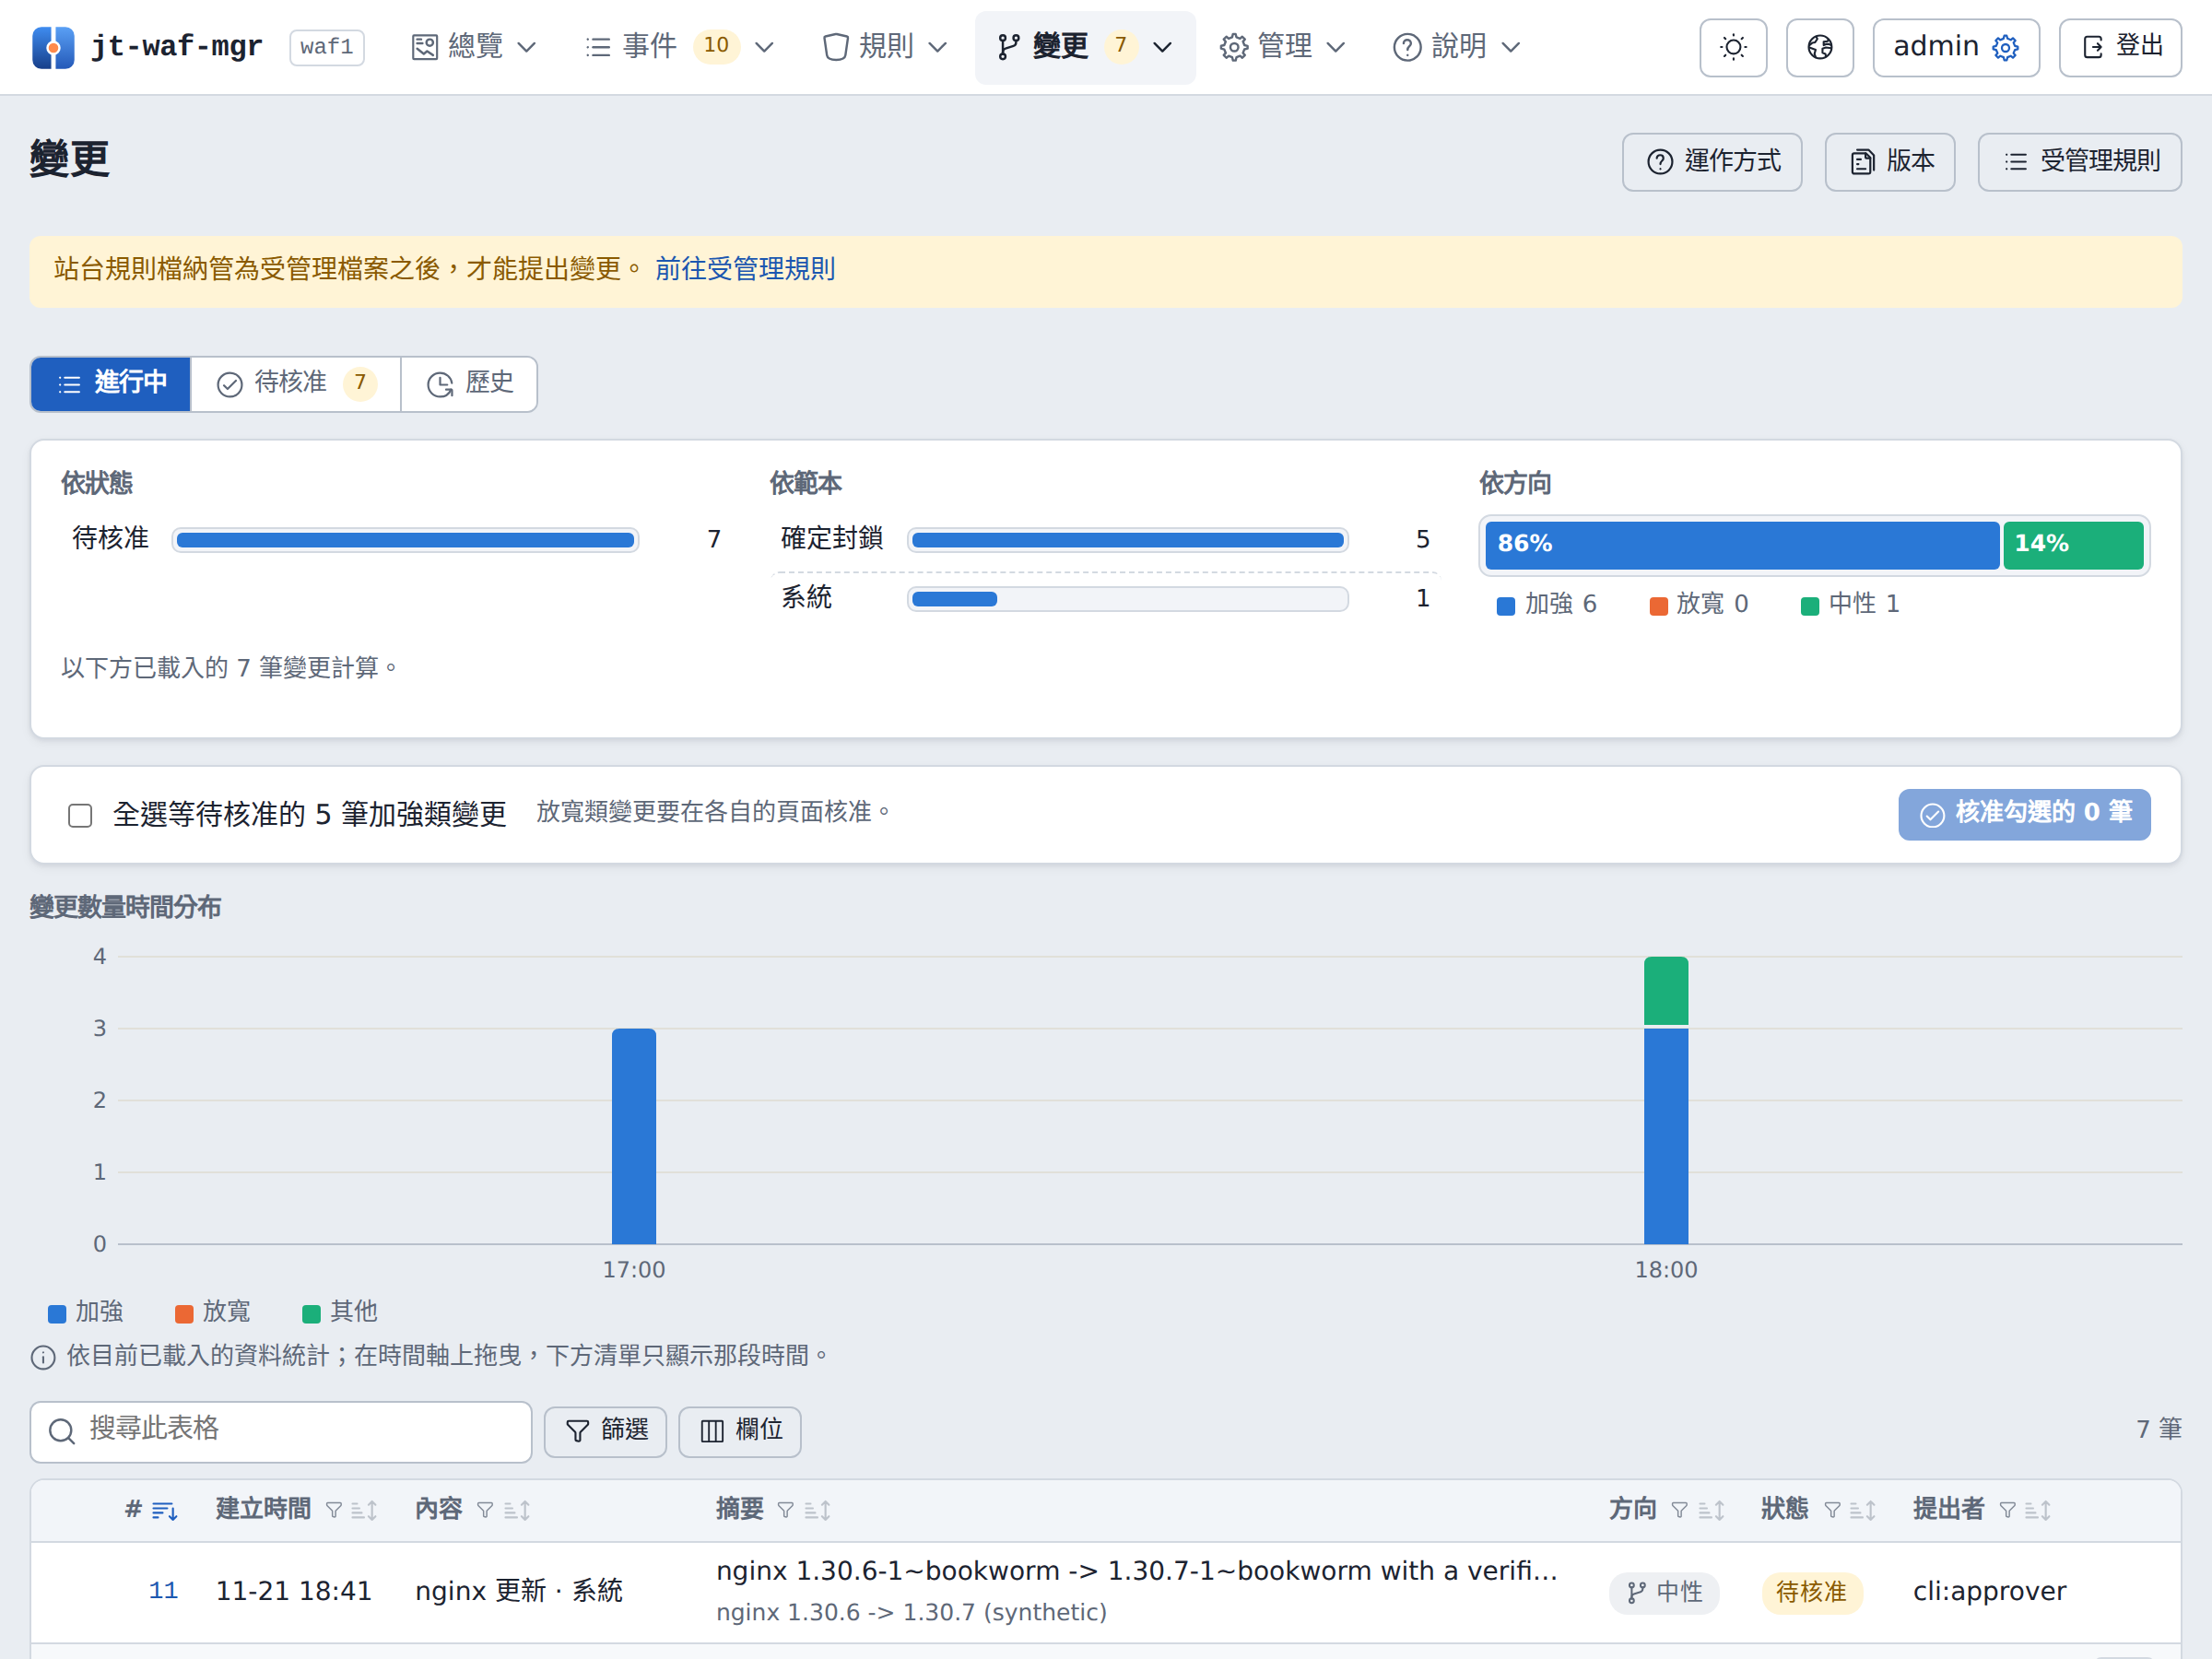 jt-waf-mgr waf1 總覽 事件 10 規則 變更 7 管理 說明 admin 登出
變更 運作方式 版本 受管理規則
站台規則檔納管為受管理檔案之後，才能提出變更。 前往受管理規則
進行中 待核准 7 歷史
依狀態 依範本 依方向
待核准 7 確定封鎖 5 86% 14%
系統 1 加強 6 放寬 0 中性 1
以下方已載入的 7 筆變更計算。
全選等待核准的 5 筆加強類變更 放寬類變更要在各自的頁面核准。 核准勾選的 0 筆
變更數量時間分布
4
3
2
1
0
17:00 18:00
加強 放寬 其他
依目前已載入的資料統計；在時間軸上拖曳，下方清單只顯示那段時間。
搜尋此表格 篩選 欄位 7 筆
# 建立時間 內容 摘要 方向 狀態 提出者
11 11-21 18:41 nginx 更新 · 系統 nginx 1.30.6-1~bookworm -> 1.30.7-1~bookworm with a verifi… 中性 待核准 cli:approver
nginx 1.30.6 -> 1.30.7 (synthetic)